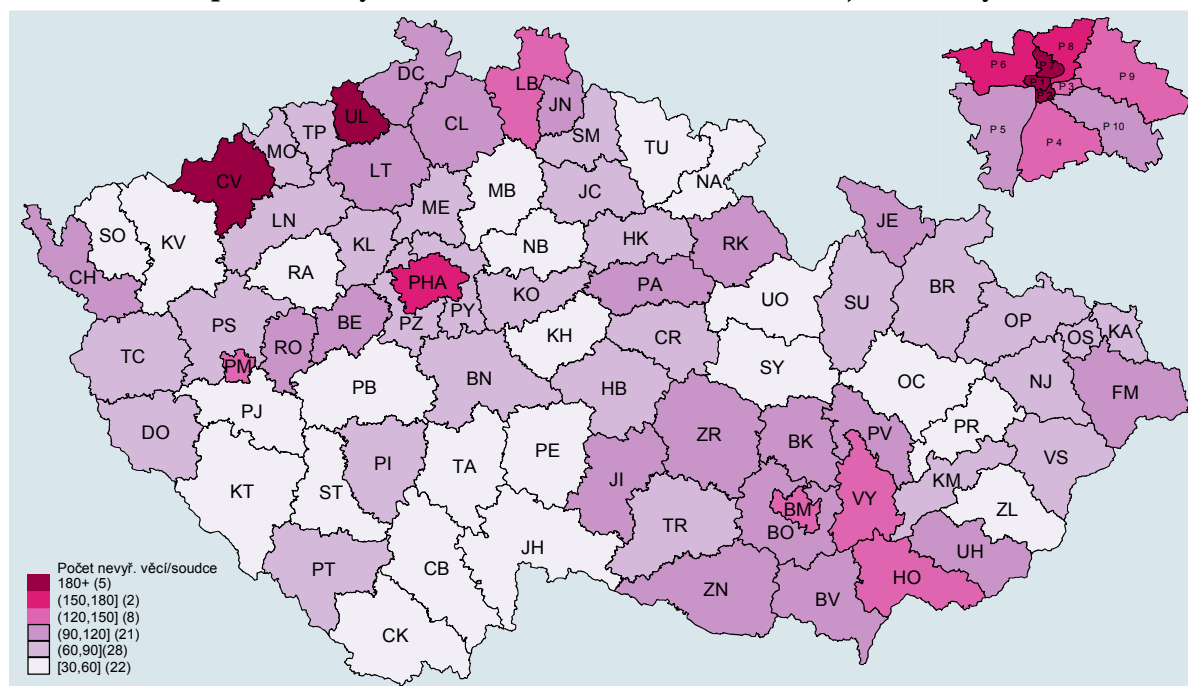 DC
LB
JN
UL
TP
CL
MO
SM
TU
CV
LT
MB
NA
ME
JC
SO
KV
LN
KL
NB
HK
RK
JE
CH
RA
PHA
KO
PA
UO
SU
BR
PS
BE
PZ
PY
KH
CR
OP
OS
KA
TC
RO
PM
PB
BN
HB
SY
OC
NJ
FM
PJ
DO
PI
TA
PE
ZR
BK
PV
PR
VS
KT
ST
JI
VY
KM
BM
BO
TR
ZL
PT
CB
JH
ZN
BV
HO
UH
CK
P 8
P 6
P 7
P 9
P 1
P 3
P 2
P 5
P 10
P 4
Počet nevyř. věcí/soudce
180+ (5)
(150,180] (2)
(120,150] (8)
(90,120] (21)
(60,90](28)
[30,60] (22)